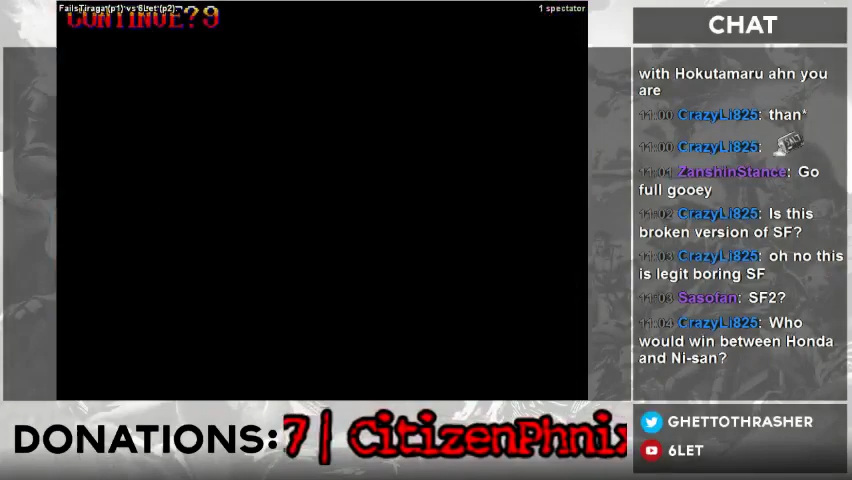 FailsTiraga(p1) vs 6Let(p2)
1 spectator
CONTINUE?9
CHAT
with Hokutamaru ahn you
are
11:00 CrazyLi825: than*
11:00 CrazyLi825:
11:01 ZanshinStance: Go
full gooey
11:02 CrazyLi825: Is this
broken version of SF?
11:03 CrazyLi825: oh no this
is legit boring SF
11:03 Sasofan: SF2?
11:04 CrazyLi825: Who
would win between Honda
and Ni-san?
DONATIONS:7 | CitizenPhnix
GHETTOTHRASHER
6LET